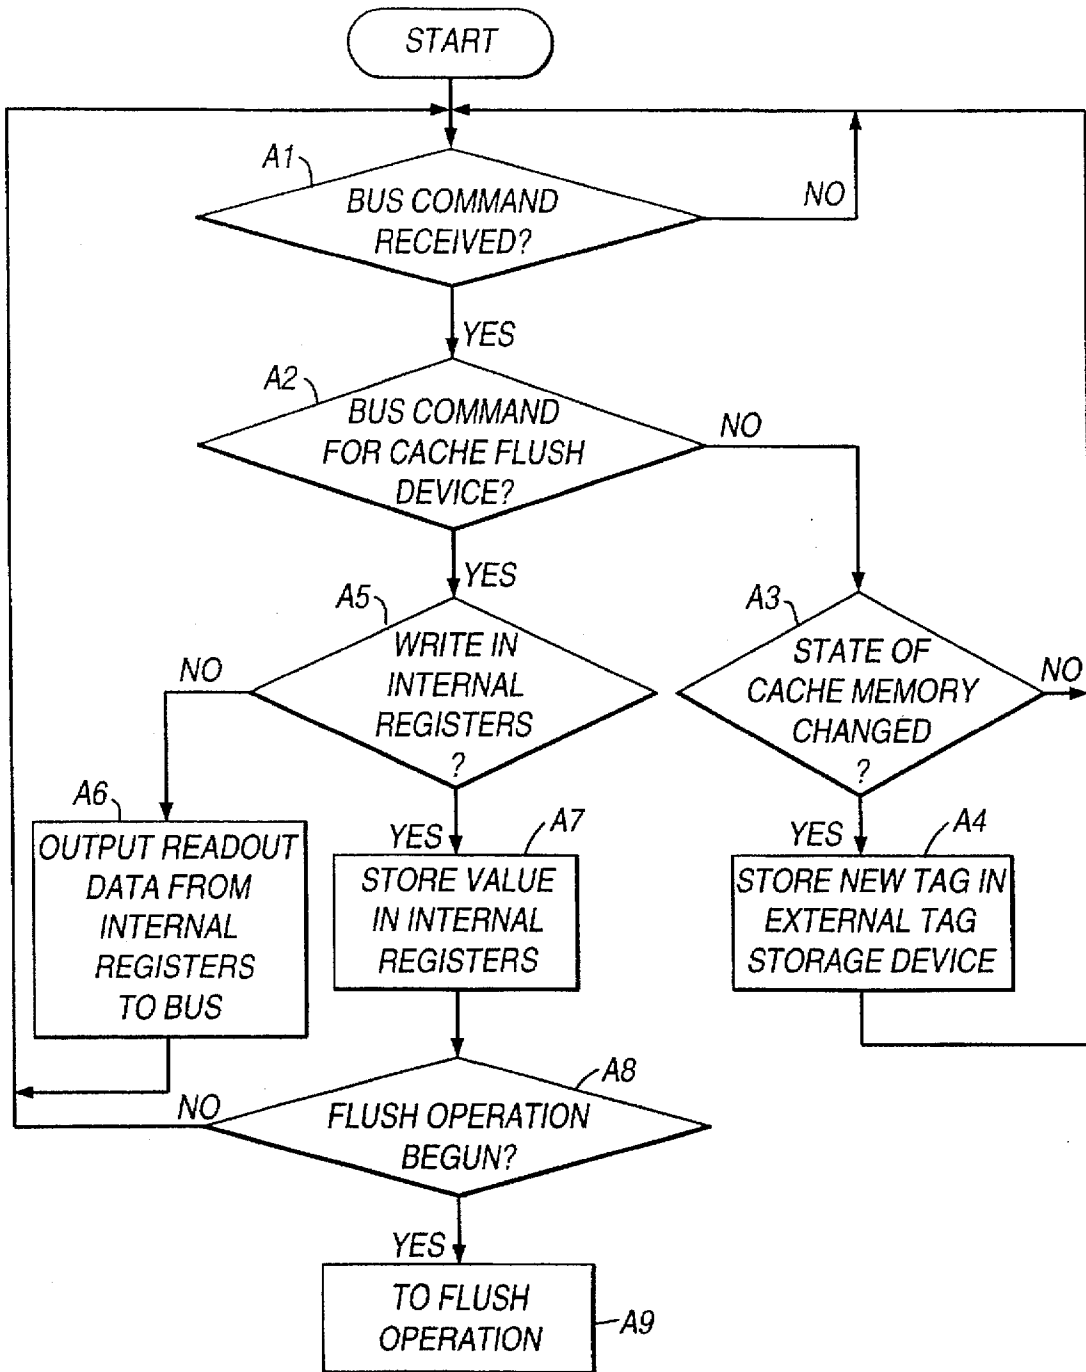 START
A1
BUS COMMAND
RECEIVED?
NO
YES
A2
BUS COMMAND
FOR CACHE FLUSH
DEVICE?
NO
YES
A5
WRITE IN
INTERNAL
REGISTERS
?
NO
A3
STATE OF
CACHE MEMORY
CHANGED
?
NO
A6
OUTPUT READOUT
DATA FROM
INTERNAL
REGISTERS
TO BUS
YES
A7
STORE VALUE
IN INTERNAL
REGISTERS
YES
A4
STORE NEW TAG IN
EXTERNAL TAG
STORAGE DEVICE
A8
NO
FLUSH OPERATION
BEGUN?
YES
TO FLUSH
OPERATION
A9